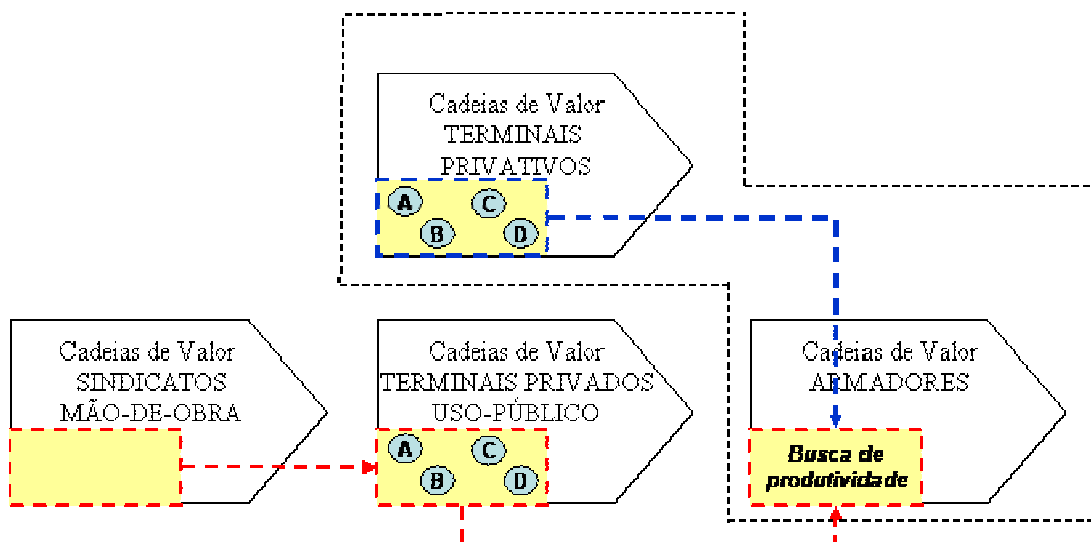 Cadeias de Valor
TERMINAIS
PRIVATIVOS
A
C
B
D
Cadeias de Valor
SINDICATOS
MÃO-DE-OBRA
Cadeias de Valor
TERMINAIS PRIVADOS
USO-PÚBLICO
A
C
B
D
Cadeias de Valor
ARMADORES
Busca de
produtividade